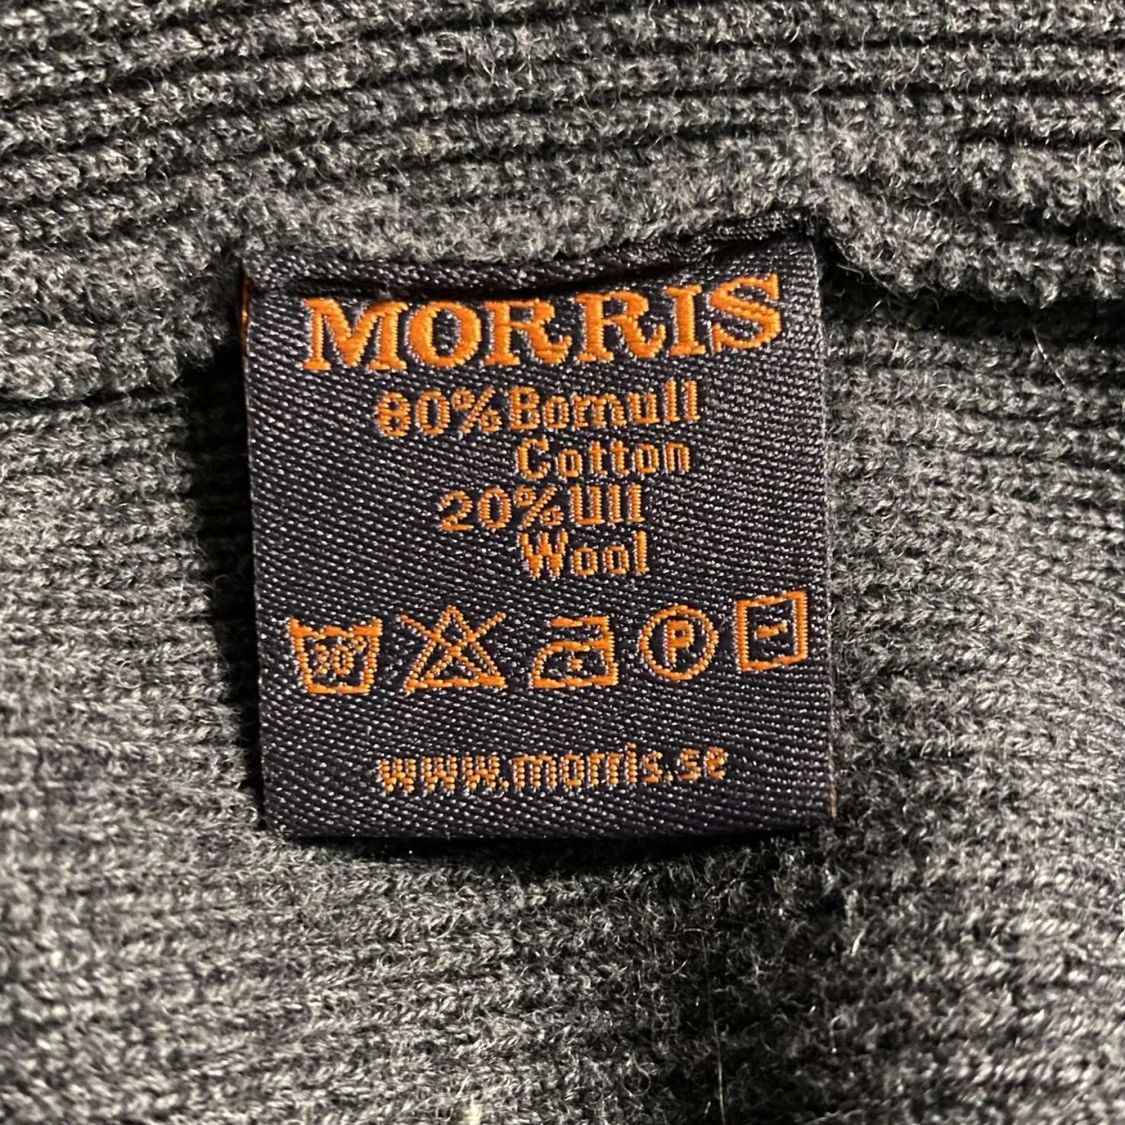 MORRIS
80% Bomull
Cotton
20% Ull
Wool
30°
P
www.morris.se